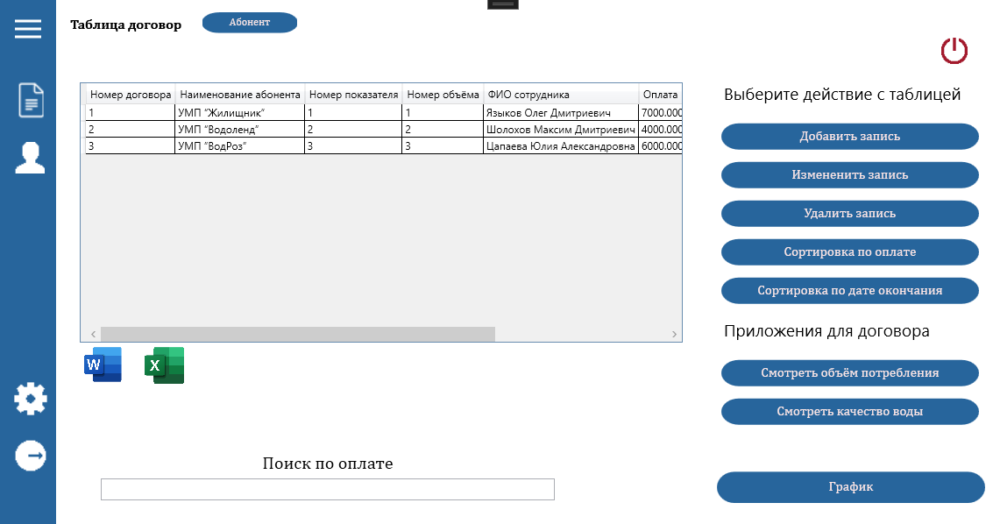 Таблица договор
Абонент
Номер договора Наименование абонента Номер показателя Номер объёма ФИО сотрудника Оплата
1 УМП "Жилищник" 1 1 Языков Олег Дмитриевич 7000.000
2 УМП "Водоленд" 2 2 Шолохов Максим Дмитриевич 4000.000
3 УМП "ВодРоз" 3 3 Цапаева Юлия Александровна 6000.000
W
X
Поиск по оплате
Выберите действие с таблицей
Добавить запись
Измененить запись
Удалить запись
Сортировка по оплате
Сортировка по дате окончания
Приложения для договора
Смотреть объём потребления
Смотреть качество воды
График